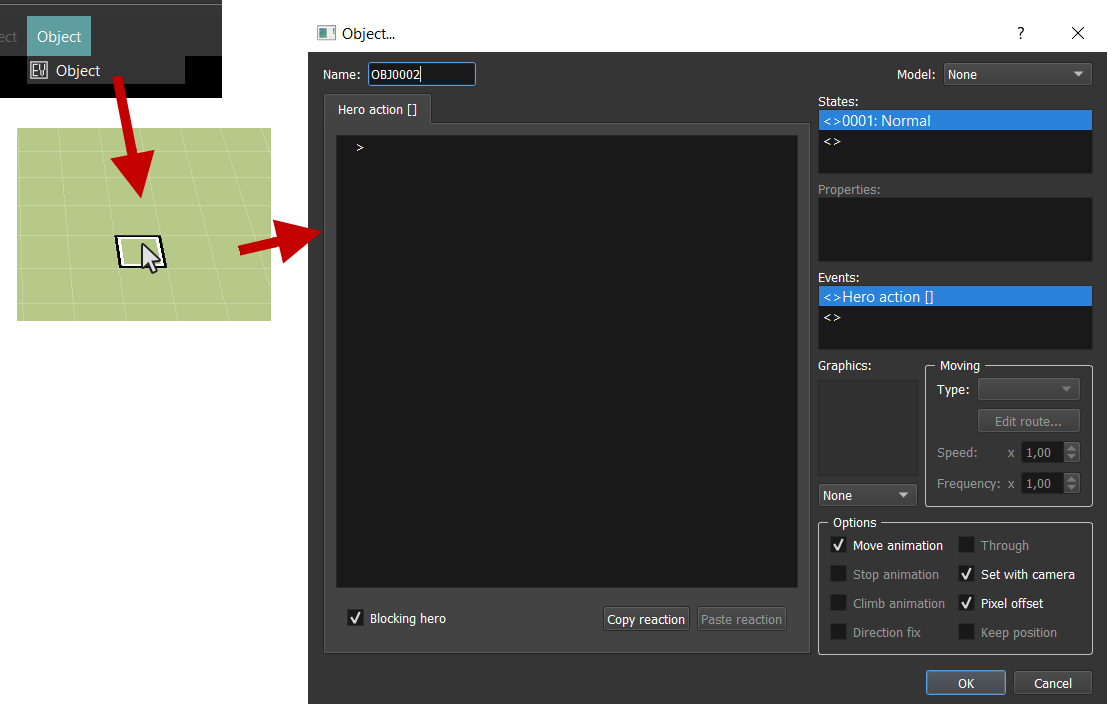 ect Object
EV Object
Object...
?
Name: OBJ0002
Model: None
Hero action []
>
States:
<>0001: Normal
<>
Properties:
Events:
<>Hero action []
<>
Graphics:
None
Moving
Type:
Edit route...
Speed: x 1,00
Frequency: x 1,00
Options
Move animation Through
Stop animation Set with camera
Climb animation Pixel offset
Direction fix Keep position
Blocking hero
Copy reaction Paste reaction
OK Cancel